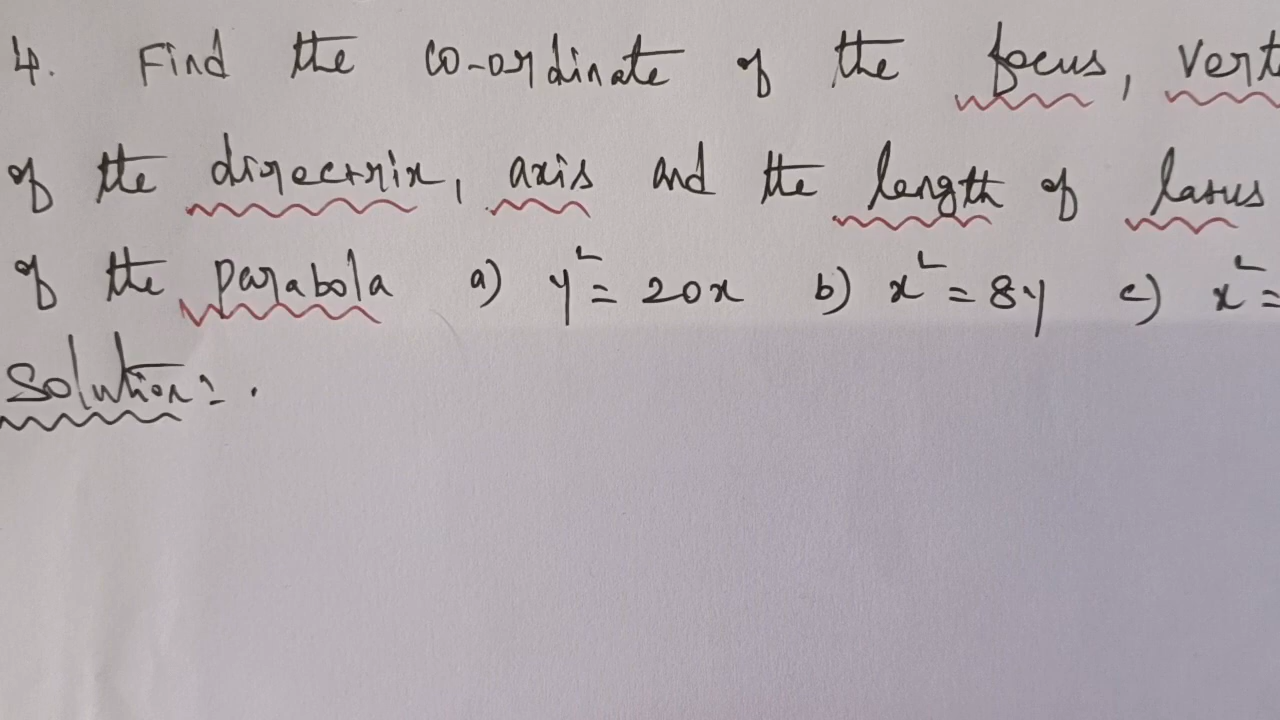 4. Find the co-ordinate of the focus, vert
of the directrix, axis and the length of latus
of the parabola a) y² = 20x b) x² = 8y c) x² =
Solution:-.